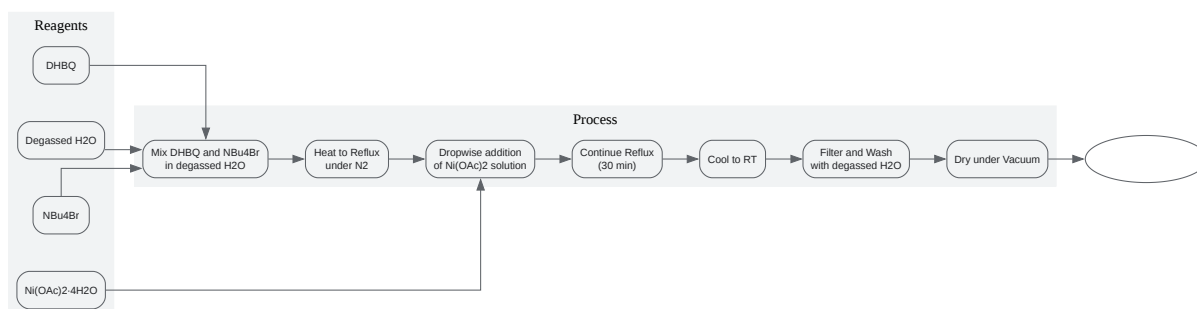 Reagents
DHBQ
Degassed H2O
NBu4Br
Ni(OAc)2·4H2O
Process
Mix DHBQ and NBu4Br
in degassed H2O
Heat to Reflux
under N2
Dropwise addition
of Ni(OAc)2 solution
Continue Reflux
(30 min)
Cool to RT
Filter and Wash
with degassed H2O
Dry under Vacuum